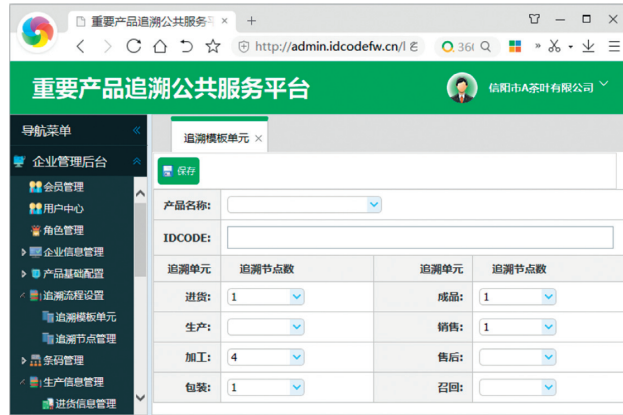 重要产品追溯公共服务平
http://admin.idcodefw.cn/l
36(
重要产品追溯公共服务平台
信阳市A茶叶有限公司
导航菜单
追溯模板单元
企业管理后台
保存
会员管理
用户中心
产品名称:
角色管理
IDCODE:
企业信息管理
追溯单元 追溯节点数 追溯单元 追溯节点数
产品基础配置
追溯流程设置
进货: 1 成品: 1
追溯模板单元
生产: 销售: 1
追溯节点管理
加工: 4 售后:
条码管理
生产信息管理
包装: 1 召回:
进货信息管理